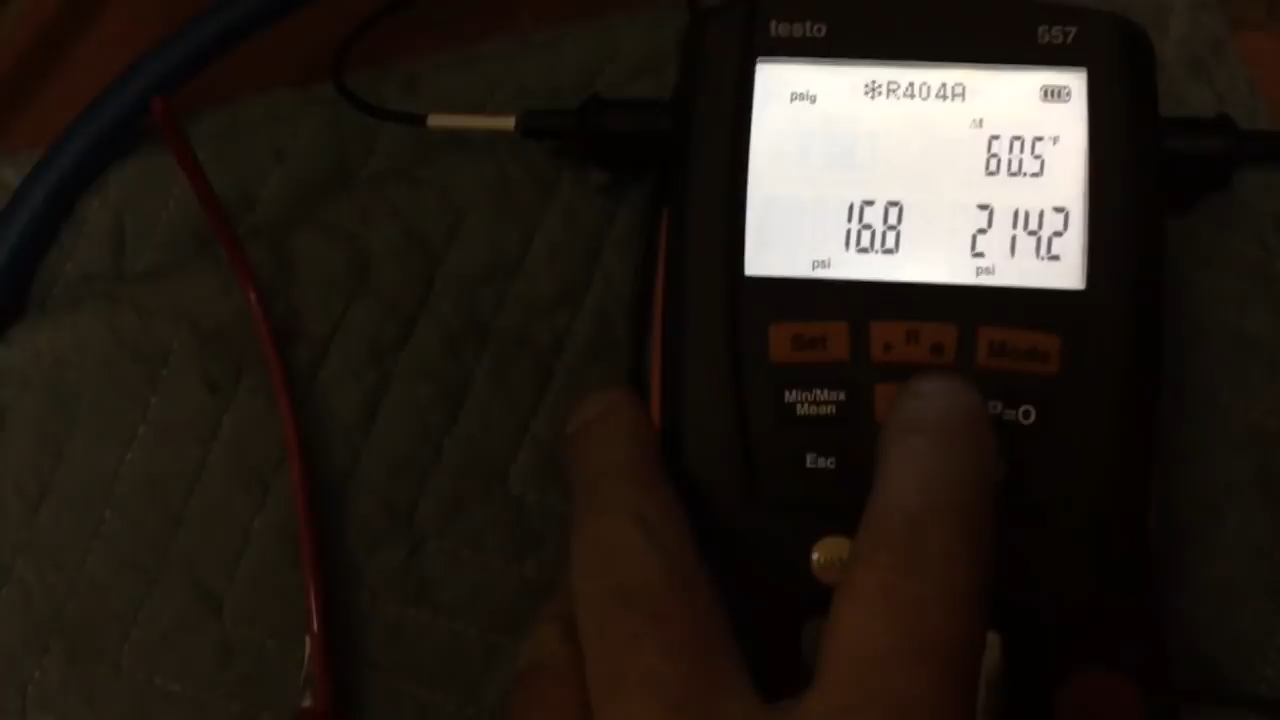 testo 557
psig ❄R404A
Δt
60.5°F
16.8 214.2
psi psi
Set R Mode
Min/Max
Mean
P=O
Esc